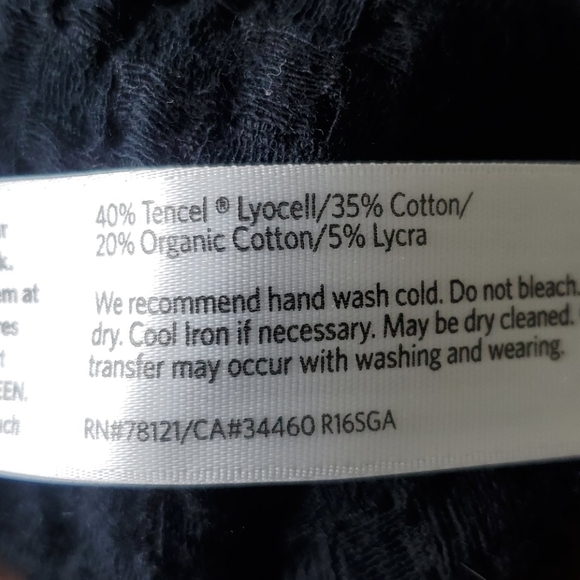 40% Tencel ® Lyocell/35% Cotton/
20% Organic Cotton/5% Lycra
We recommend hand wash cold. Do not bleach.
dry. Cool Iron if necessary. May be dry cleaned.
transfer may occur with washing and wearing.
RN#78121/CA#34460 R16SGA
em at